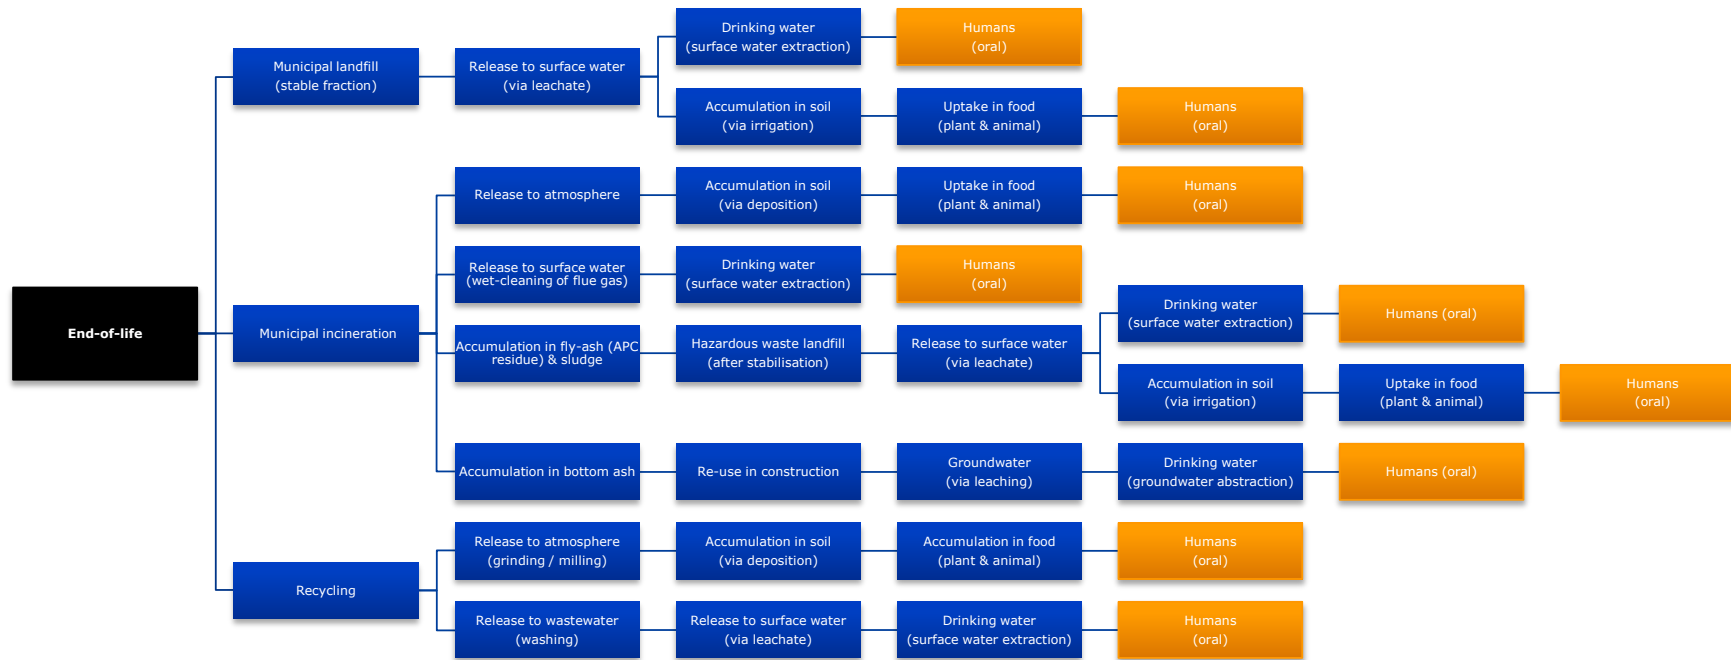 Drinking water
(surface water extraction)
Humans
(oral)
Municipal landfill
(stable fraction)
Release to surface water
(via leachate)
Accumulation in soil
(via irrigation)
Uptake in food
(plant & animal)
Humans
(oral)
Release to atmosphere
Accumulation in soil
(via deposition)
Uptake in food
(plant & animal)
Humans
(oral)
Release to surface water
(wet-cleaning of flue gas)
Drinking water
(surface water extraction)
Humans
(oral)
End-of-life
Municipal incineration
Drinking water
(surface water extraction)
Humans (oral)
Accumulation in fly-ash (APC
residue) & sludge
Hazardous waste landfill
(after stabilisation)
Release to surface water
(via leachate)
Accumulation in soil
(via irrigation)
Uptake in food
(plant & animal)
Humans
(oral)
Accumulation in bottom ash
Re-use in construction
Groundwater
(via leaching)
Drinking water
(groundwater abstraction)
Humans (oral)
Release to atmosphere
(grinding / milling)
Accumulation in soil
(via deposition)
Accumulation in food
(plant & animal)
Humans
(oral)
Recycling
Release to wastewater
(washing)
Release to surface water
(via leachate)
Drinking water
(surface water extraction)
Humans
(oral)